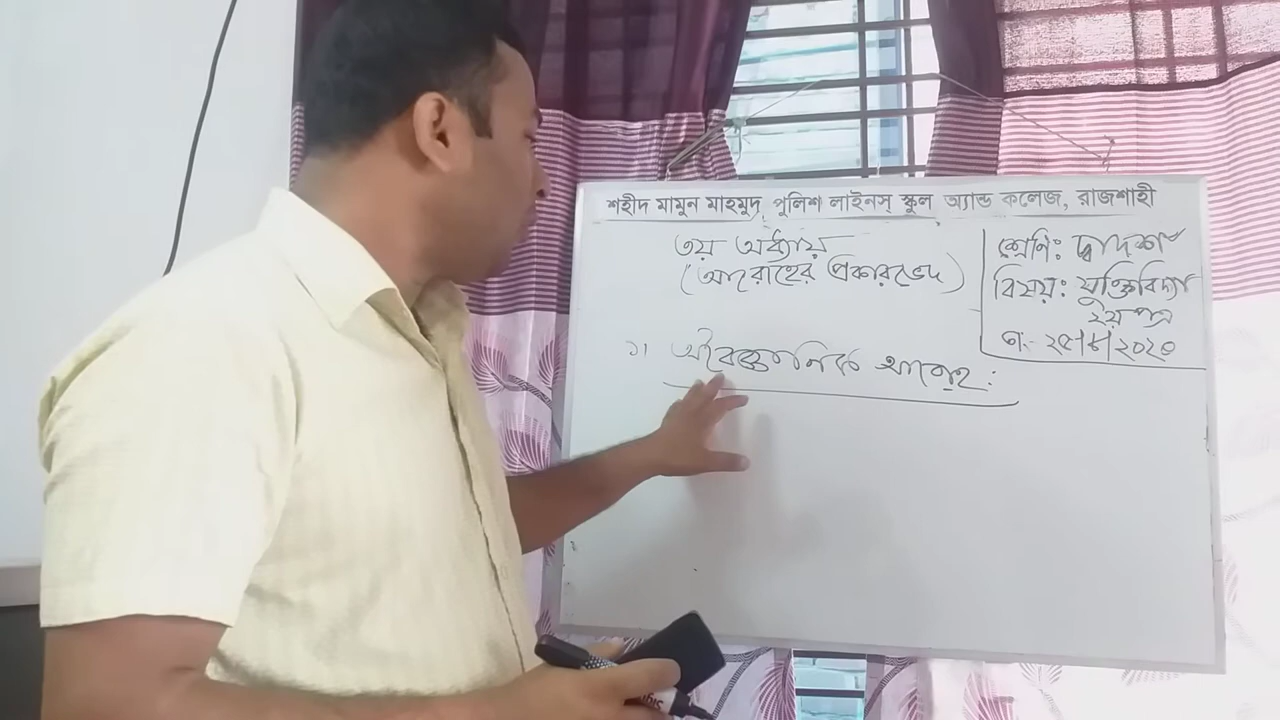 শহীদ মামুন মাহমুদ পুলিশ লাইনস্ স্কুল অ্যান্ড কলেজ, রাজশাহী
৩য় অধ্যায়
(আরোহের প্রকারভেদ)
শ্রেণি: দ্বাদশ
বিষয়: যুক্তিবিদ্যা
২য় পত্র
তাং- ২৫/৮/২০২০
১। অবৈজ্ঞানিক আরোহ: